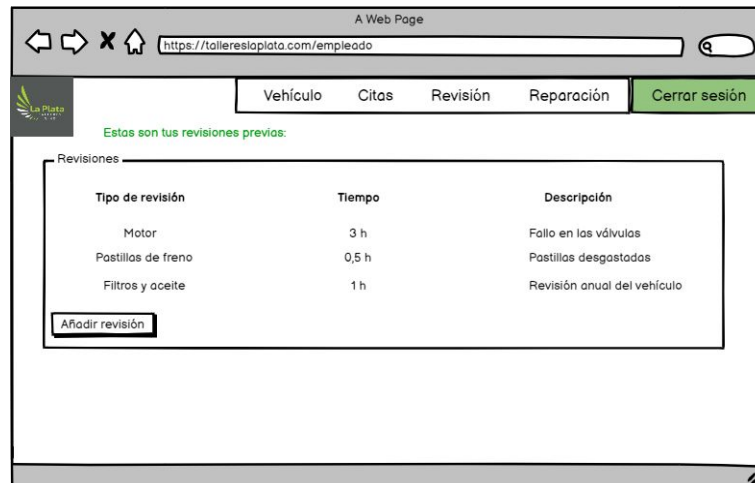 A Web Page
https://tallereslaplata.com/empleado
La Plata
Vehículo Citas Revisión Reparación Cerrar sesión
Estas son tus revisiones previas:
Revisiones
Tipo de revisión Tiempo Descripción
Motor 3 h Fallo en las válvulas
Pastillas de freno 0,5 h Pastillas desgastadas
Filtros y aceite 1 h Revisión anual del vehículo
Añadir revisión